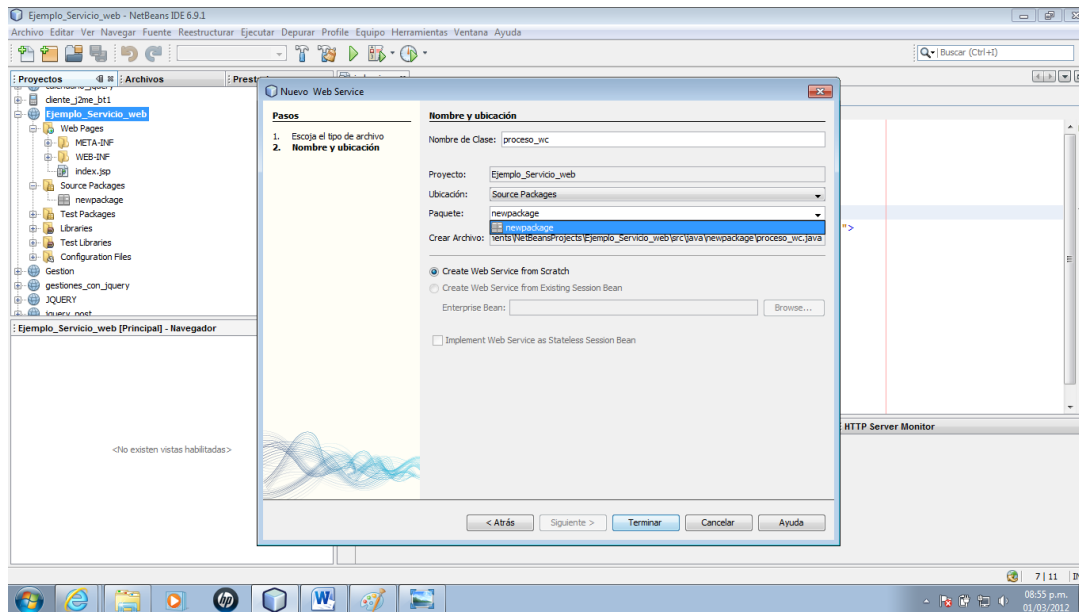 Ejemplo_Servicio_web - NetBeans IDE 6.9.1
Archivo Editar Ver Navegar Fuente Reestructurar Ejecutar Depurar Profile Equipo Herramientas Ventana Ayuda
Buscar (Ctrl+I)
Proyectos
Archivos
Prest
cliente_j2me_bt1
Ejemplo_Servicio_web
Web Pages
META-INF
WEB-INF
index.jsp
Source Packages
newpackage
Test Packages
Libraries
Test Libraries
Configuration Files
Gestion
gestiones_con_jquery
JQUERY
jquery_post
Ejemplo_Servicio_web [Principal] - Navegador
<No existen vistas habilitadas>
Nuevo Web Service
Pasos
1. Escoja el tipo de archivo
2. Nombre y ubicación
Nombre y ubicación
Nombre de Clase: proceso_wc
Proyecto: Ejemplo_Servicio_web
Ubicación: Source Packages
Paquete: newpackage
newpackage
Crear Archivo: nents\NetBeansProjects\Ejemplo_Servicio_web\src\java\newpackage\proceso_wc.java
Create Web Service from Scratch
Create Web Service from Existing Session Bean
Enterprise Bean:
Browse...
Implement Web Service as Stateless Session Bean
< Atrás
Siguiente >
Terminar
Cancelar
Ayuda
">
HTTP Server Monitor
7 | 11
08:55 p.m.
01/03/2012